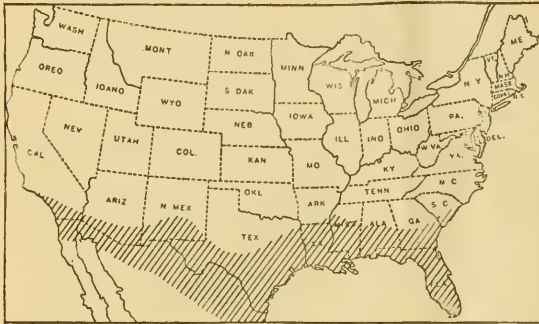 WASH
MONT
N DAK
MINN
ME
VT.
N H
OREG
IDAHO
S DAK
WIS
MICH
N Y
MASS
CONN
R I
WYO
IOWA
NEB
PA.
NEV
UTAH
COL.
ILL
IND
OHIO
W VA.
DEL.
CAL
KAN
MO
KY
VA.
OKL
TENN
N C
ARIZ
N MEX
ARK
S C
TEX
MISS
ALA
GA
LA